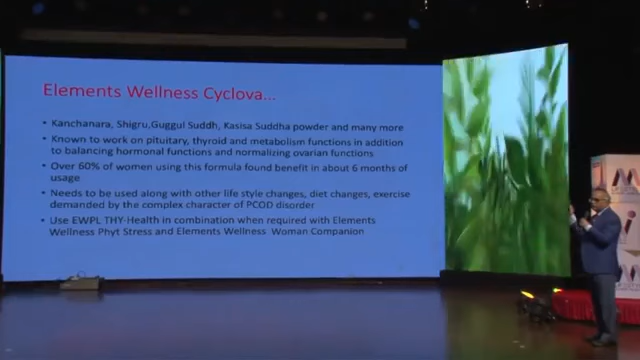 Elements Wellness Cyclova...
• Kanchanara, Shigru,Guggul Suddh, Kasisa Suddha powder and many more
• Known to work on pituitary, thyroid and metabolism functions in addition
to balancing hormonal functions and normalizing ovarian functions
• Over 60% of women using this formula found benefit in about 6 months of
usage
• Needs to be used along with other life style changes, diet changes, exercise
demanded by the complex character of PCOD disorder
• Use EWPL THY-Health in combination when required with Elements
Wellness Phyt Stress and Elements Wellness Woman Companion